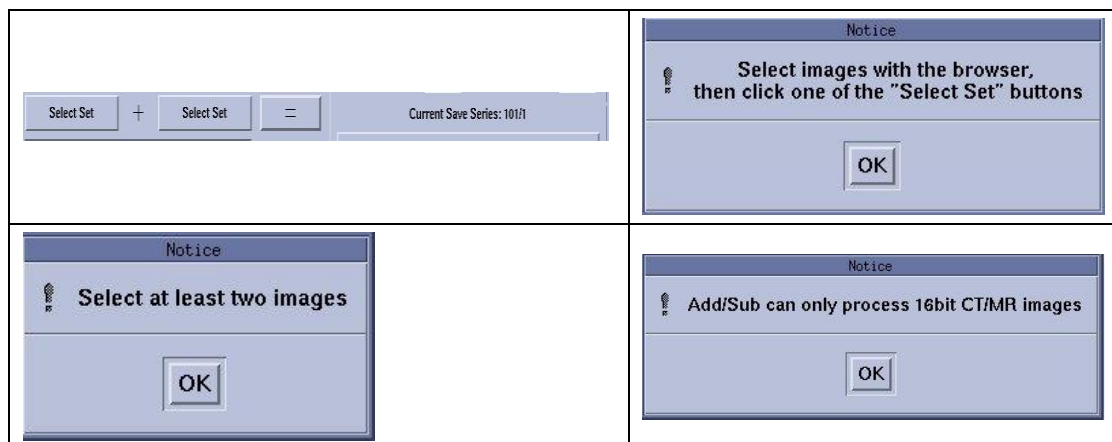 Select Set + Select Set = Current Save Series: 101/1
Notice
Select images with the browser,
then click one of the "Select Set" buttons
OK
Notice
Select at least two images
OK
Notice
Add/Sub can only process 16bit CT/MR images
OK